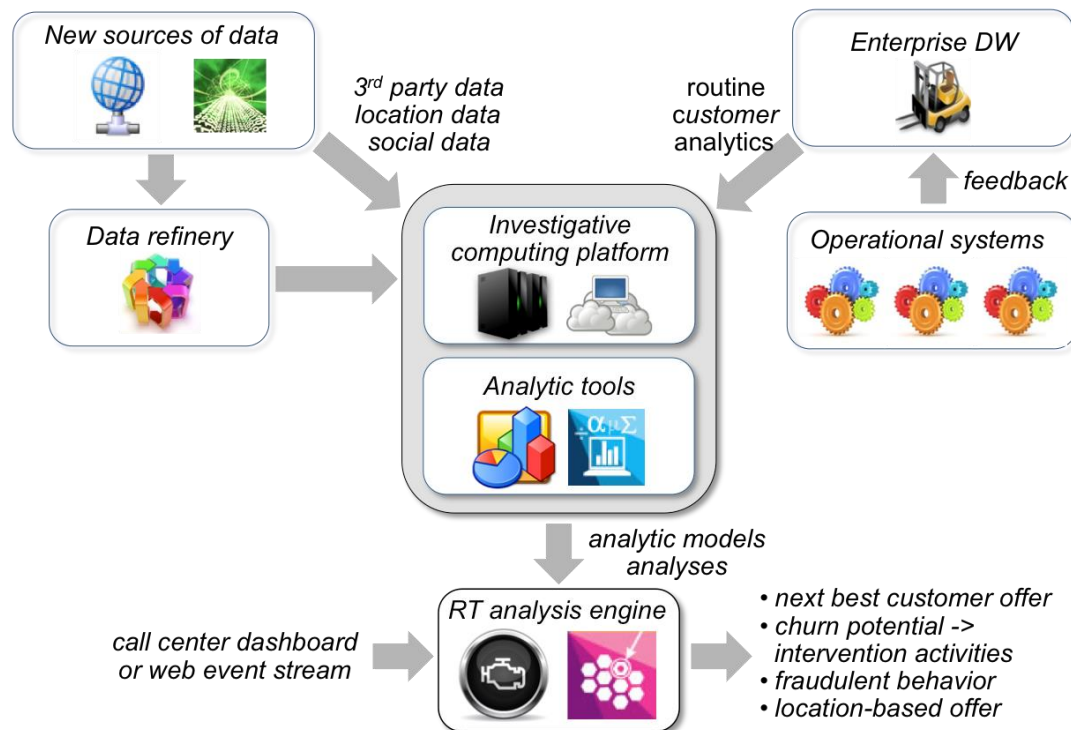 New sources of data
Enterprise DW
3rd party data
location data
social data
routine
customer
analytics
feedback
Data refinery
Investigative
computing platform
Operational systems
Analytic tools
÷αμΣ
analytic models
analyses
RT analysis engine
call center dashboard
or web event stream
• next best customer offer
• churn potential ->
intervention activities
• fraudulent behavior
• location-based offer